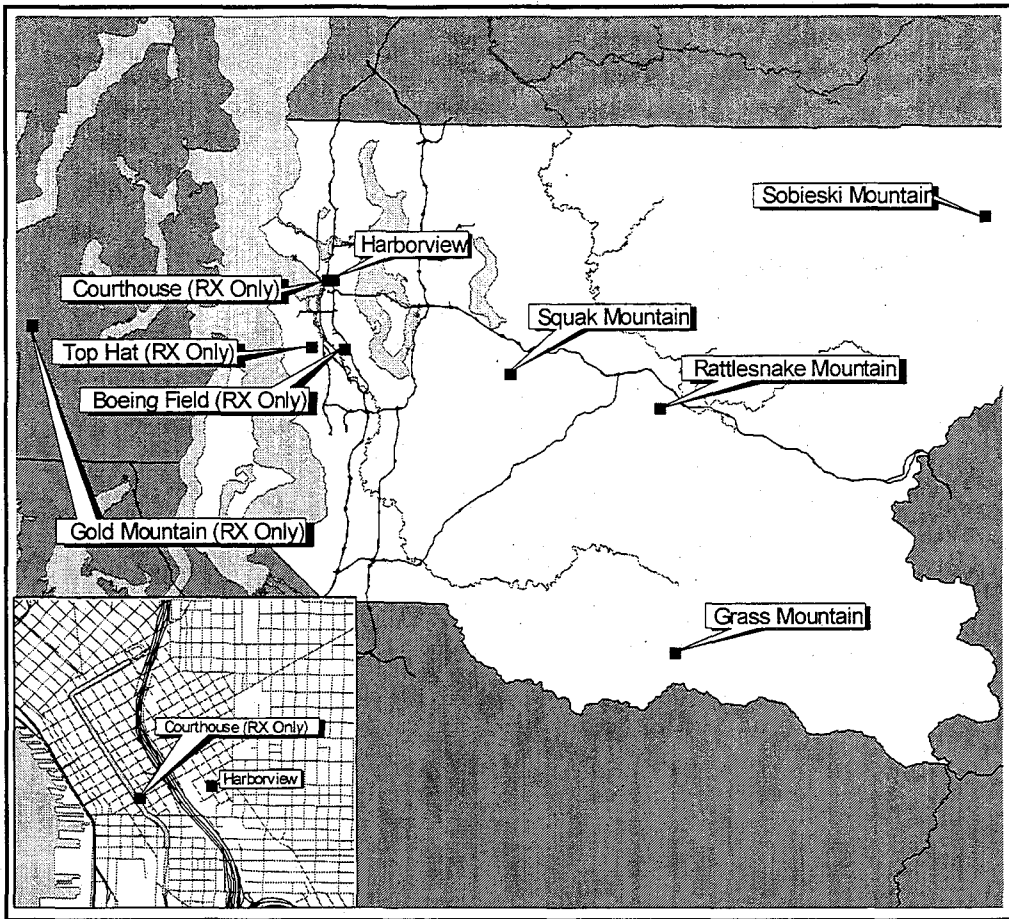 Sobieski Mountain
Harborview
Courthouse (RX Only)
Squak Mountain
Top Hat (RX Only)
Rattlesnake Mountain
Boeing Field (RX Only)
Gold Mountain (RX Only)
Grass Mountain
Courthouse (RX Only)
Harborview